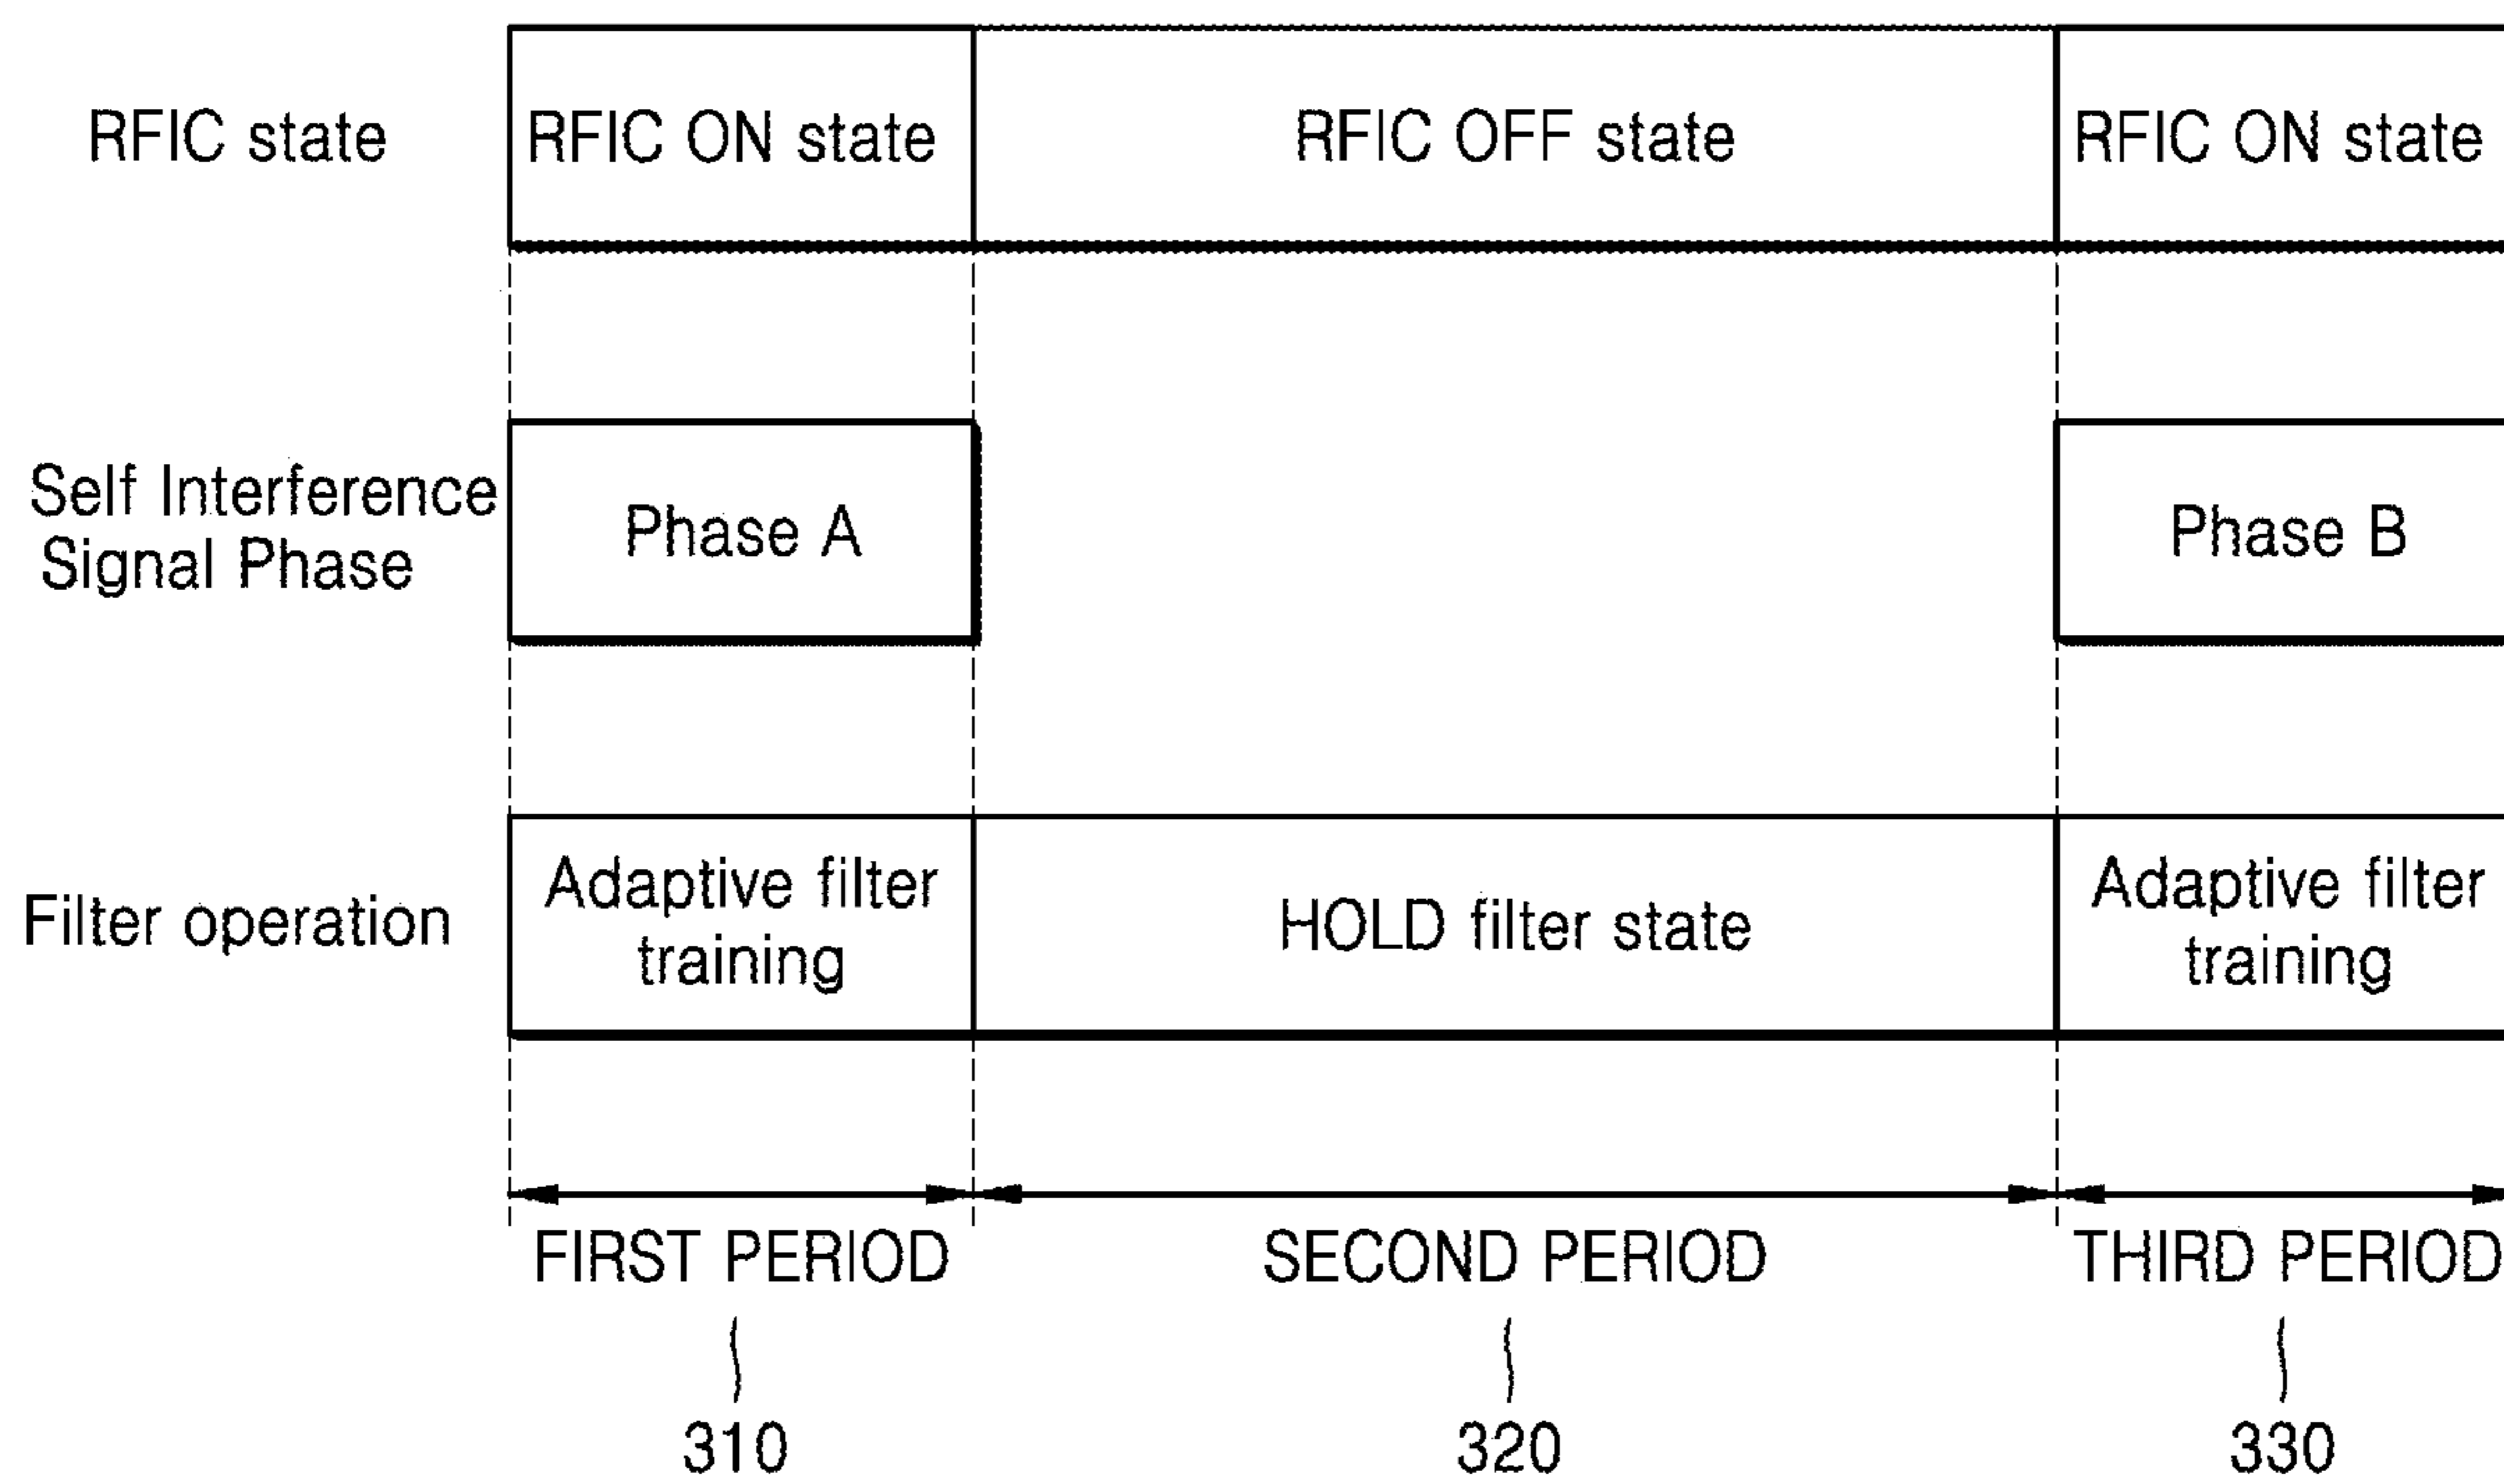 RFIC state
RFIC ON state
RFIC OFF state
RFIC ON state
Self Interference
Signal Phase
Phase A
Phase B
Filter operation
Adaptive filter
training
HOLD filter state
Adaptive filter
training
FIRST PERIOD
SECOND PERIOD
THIRD PERIOD
310
320
330